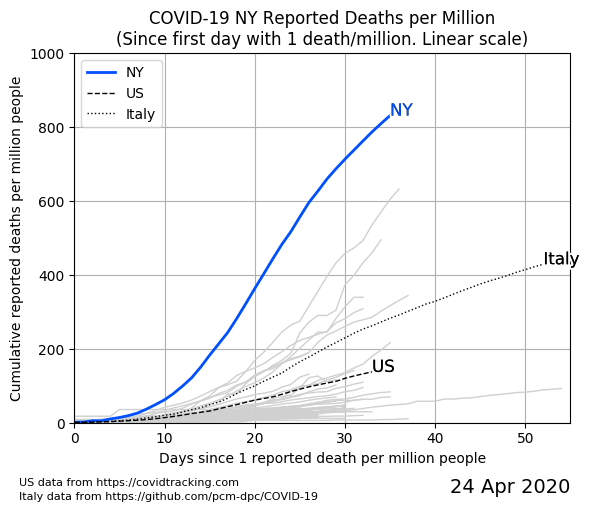 COVID-19 NY Reported Deaths per Million
(Since first day with 1 death/million. Linear scale)
Cumulative reported deaths per million people
1000
800
600
400
200
0
NY
US
Italy
NY
Italy
US
0 10 20 30 40 50
Days since 1 reported death per million people
US data from https://covidtracking.com
Italy data from https://github.com/pcm-dpc/COVID-19
24 Apr 2020